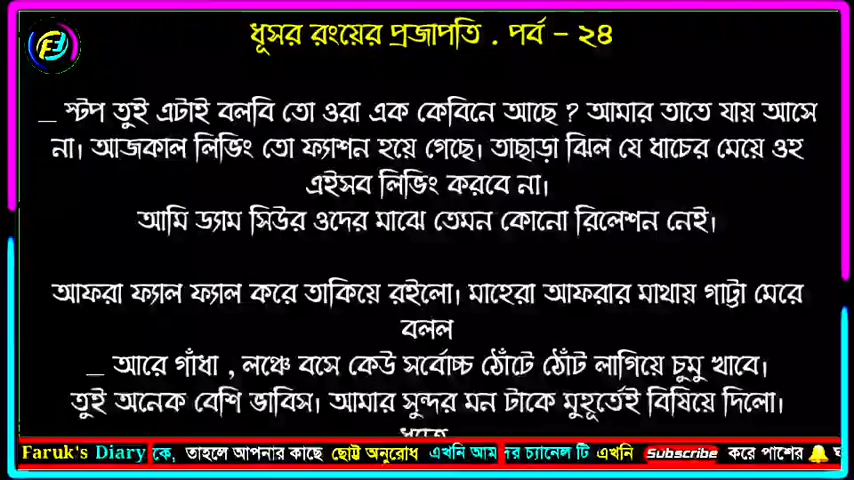 ধূসর রংয়ের প্রজাপতি . পর্ব - ২৪
_ স্টপ তুই এটাই বলবি তো ওরা এক কেবিনে আছে ? আমার তাতে যায় আসে
না। আজকাল লিভিং তো ফ্যাশন হয়ে গেছে। তাছাড়া ঝিল যে ধাচের মেয়ে ওহ
এইসব লিভিং করবে না।
আমি ড্যাম সিউর ওদের মাঝে তেমন কোনো রিলেশন নেই।
আফরা ফ্যাল ফ্যাল করে তাকিয়ে রইলো। মাহেরা আফরার মাথায় গাট্টা মেরে
বলল
_ আরে গাঁধা , লঞ্চে বসে কেউ সর্বোচ্চ ঠোঁটে ঠোঁট লাগিয়ে চুমু খাবে।
তুই অনেক বেশি ভাবিস। আমার সুন্দর মন টাকে মুহূর্তেই বিষিয়ে দিলো।
Faruk's Diary কে, তাহলে আপনার কাছে ছোট্ট অনুরোধ এখনি আমাদের চ্যানেল টি এখনি Subscribe করে পাশের